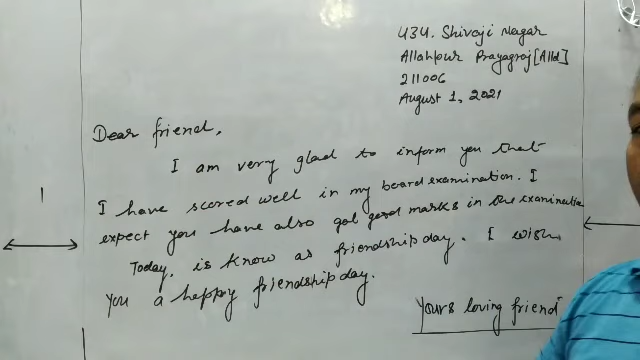 434. Shivaji Nagar
Allahpur Prayagraj [Alld]
211006
August 1, 2021
Dear friend,
I am very glad to inform you that
I have scored well in my board examination. I
expect you have also got good marks in the examination
Today, is know as friendship day. I wish
you a happy friendship day.
Yours loving friend